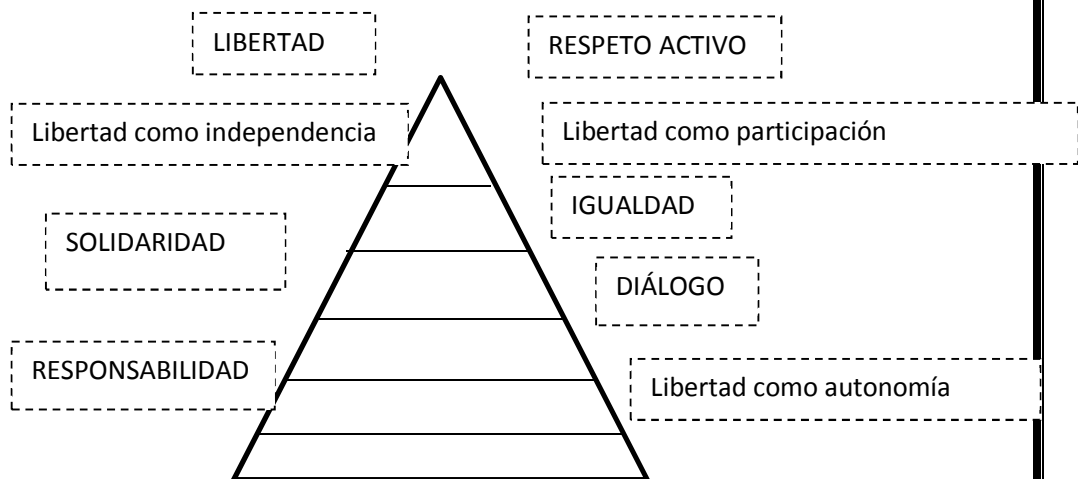 LIBERTAD
RESPETO ACTIVO
Libertad como independencia
Libertad como participación
IGUALDAD
SOLIDARIDAD
DIÁLOGO
RESPONSABILIDAD
Libertad como autonomía